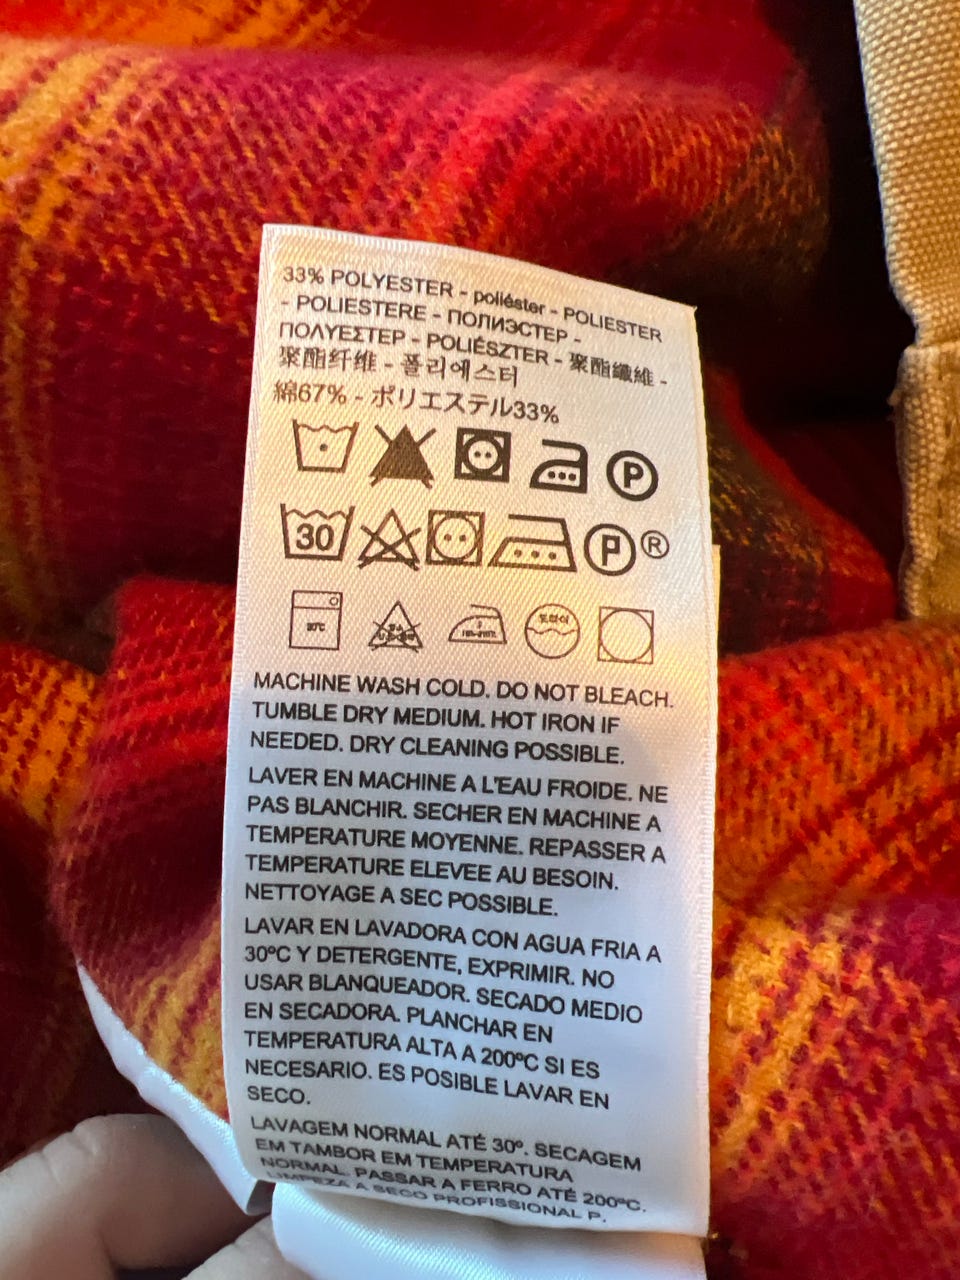 33% POLYESTER - poliéster - POLIESTER
- POLIESTERE - ПОЛИЭСТЕР -
ΠΟΛΥΕΣΤΕΡ - POLIÉSZTER - 聚酯纖維 -
聚酯纤维 - 폴리에스터
綿67% - ポリエステル33%
P
30 P ®
30℃ 드라이
MACHINE WASH COLD. DO NOT BLEACH.
TUMBLE DRY MEDIUM. HOT IRON IF
NEEDED. DRY CLEANING POSSIBLE.
LAVER EN MACHINE A L'EAU FROIDE. NE
PAS BLANCHIR. SECHER EN MACHINE A
TEMPERATURE MOYENNE. REPASSER A
TEMPERATURE ELEVEE AU BESOIN.
NETTOYAGE A SEC POSSIBLE.
LAVAR EN LAVADORA CON AGUA FRIA A
30ºC Y DETERGENTE, EXPRIMIR. NO
USAR BLANQUEADOR. SECADO MEDIO
EN SECADORA. PLANCHAR EN
TEMPERATURA ALTA A 200ºC SI ES
NECESARIO. ES POSIBLE LAVAR EN
SECO.
LAVAGEM NORMAL ATÉ 30º. SECAGEM
EM TAMBOR EM TEMPERATURA
NORMAL. PASSAR A FERRO ATÉ 200ºC.
LIMPEZA A SECO PROFISSIONAL P.